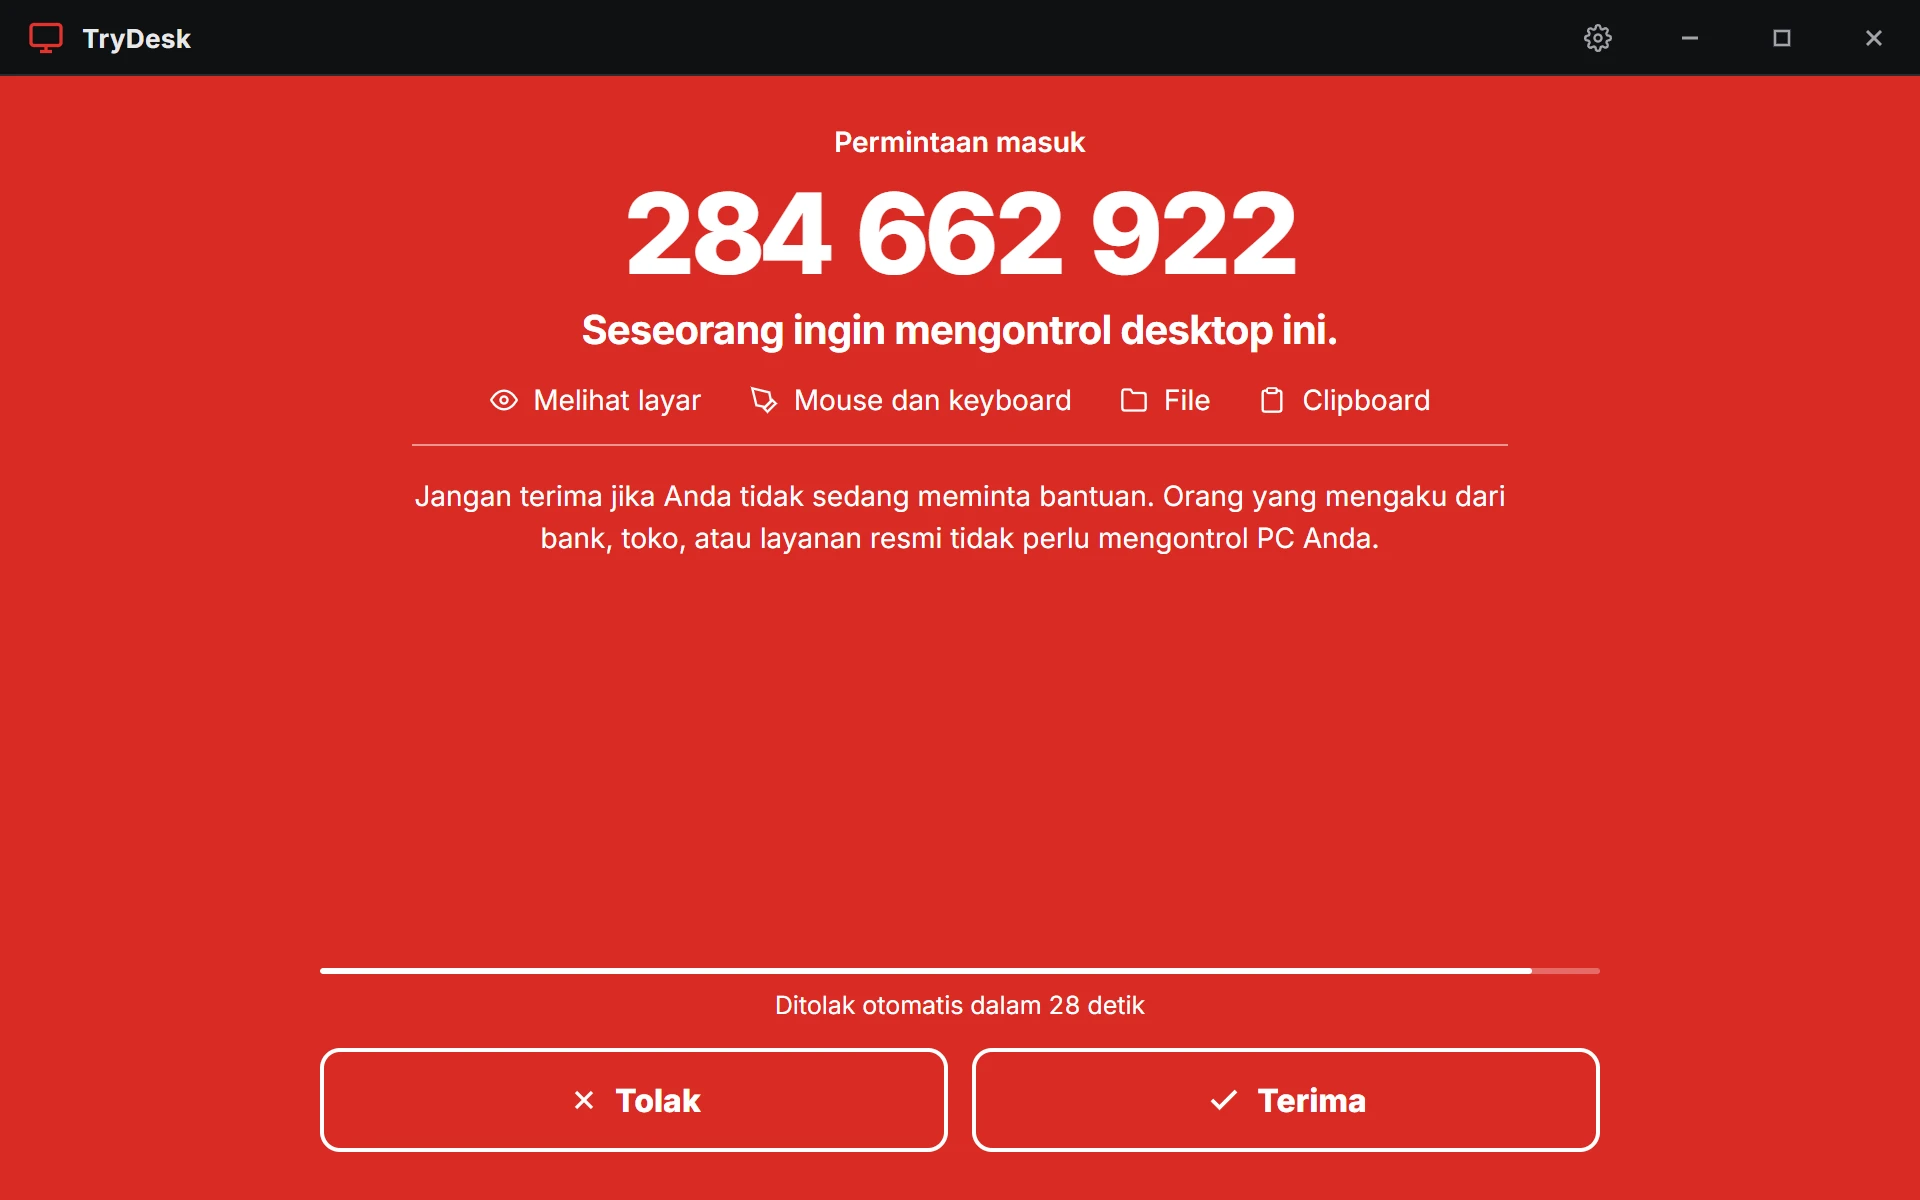 TryDesk
Permintaan masuk
284 662 922
Seseorang ingin mengontrol desktop ini.
Melihat layar Mouse dan keyboard File Clipboard
Jangan terima jika Anda tidak sedang meminta bantuan. Orang yang mengaku dari
bank, toko, atau layanan resmi tidak perlu mengontrol PC Anda.
Ditolak otomatis dalam 28 detik
Tolak Terima